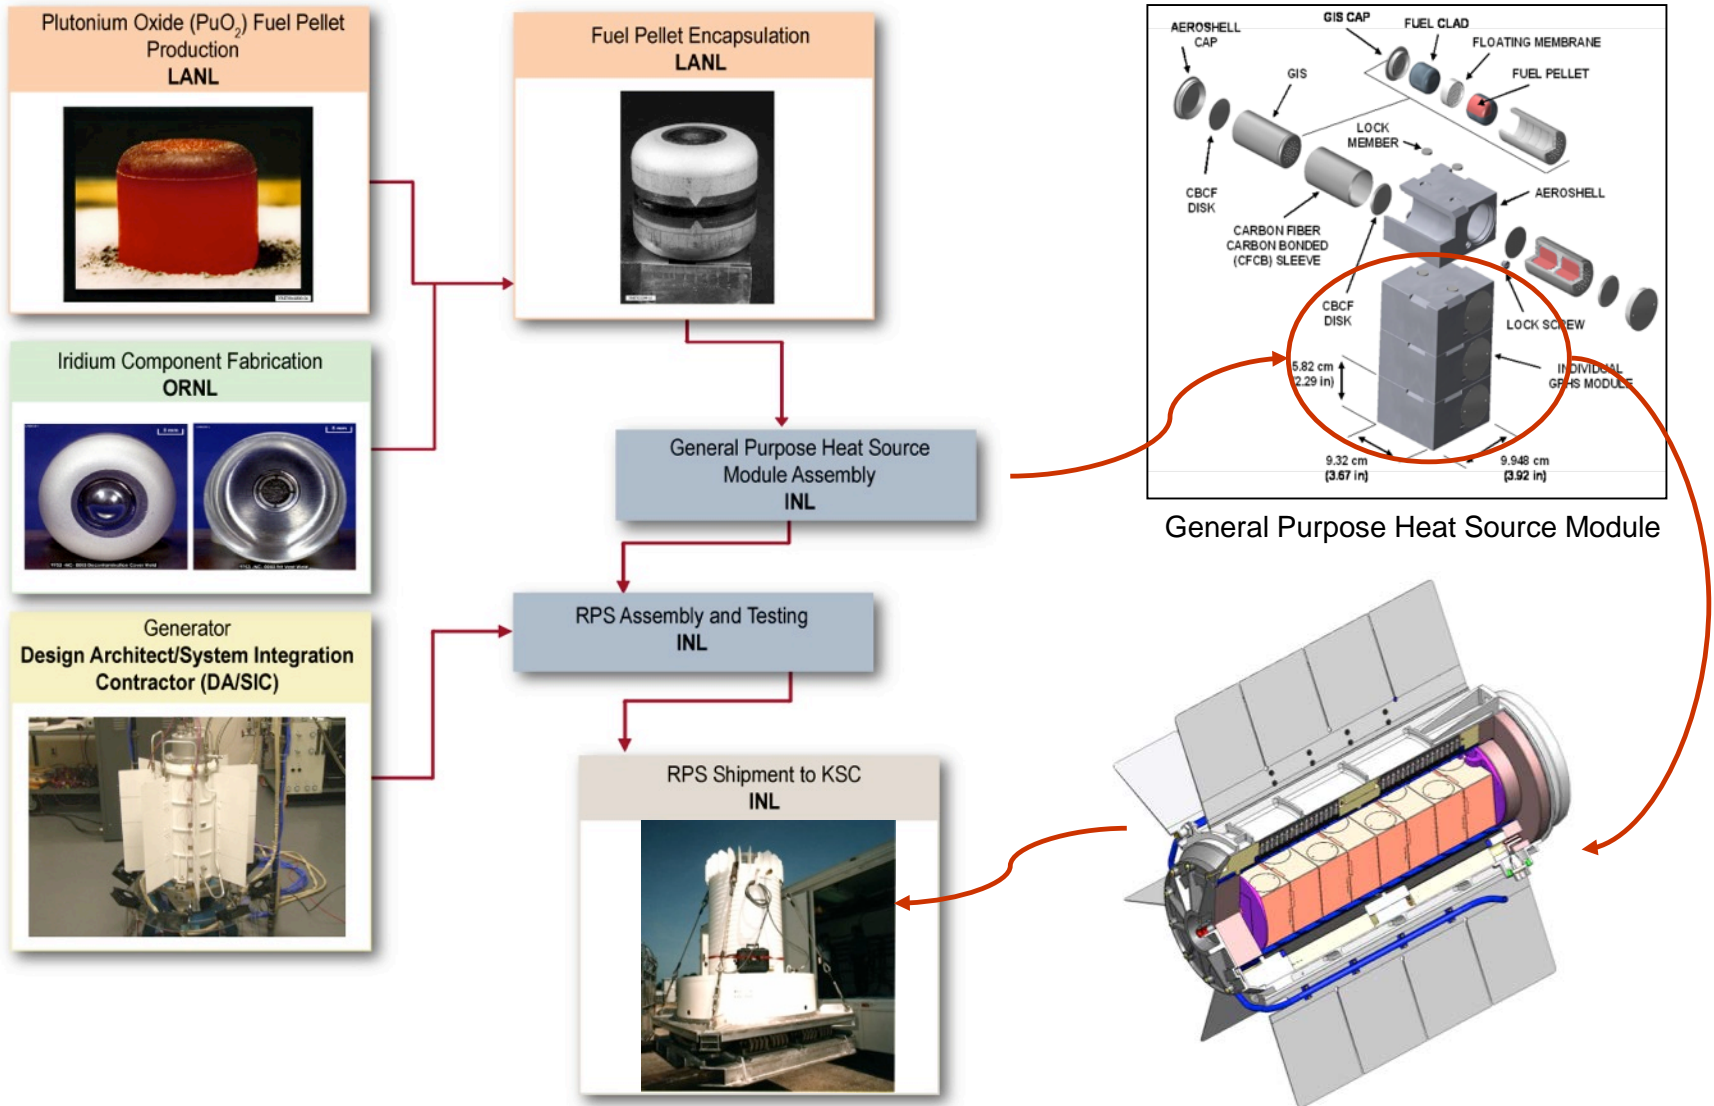 Plutonium Oxide (PuO₂) Fuel Pellet
Production
LANL
Fuel Pellet Encapsulation
LANL
Iridium Component Fabrication
ORNL
5 mm
5 mm
General Purpose Heat Source
Module Assembly
INL
Generator
Design Architect/System Integration
Contractor (DA/SIC)
RPS Assembly and Testing
INL
RPS Shipment to KSC
INL
AEROSHELL
CAP
GIS CAP
FUEL CLAD
FLOATING MEMBRANE
FUEL PELLET
GIS
LOCK
MEMBER
CBCF
DISK
AEROSHELL
CARBON FIBER
CARBON BONDED
(CFCB) SLEEVE
CBCF
DISK
LOCK SCREW
INDIVIDUAL
GPHS MODULE
5.82 cm
(2.29 in)
9.32 cm
(3.67 in)
9.948 cm
(3.92 in)
General Purpose Heat Source Module